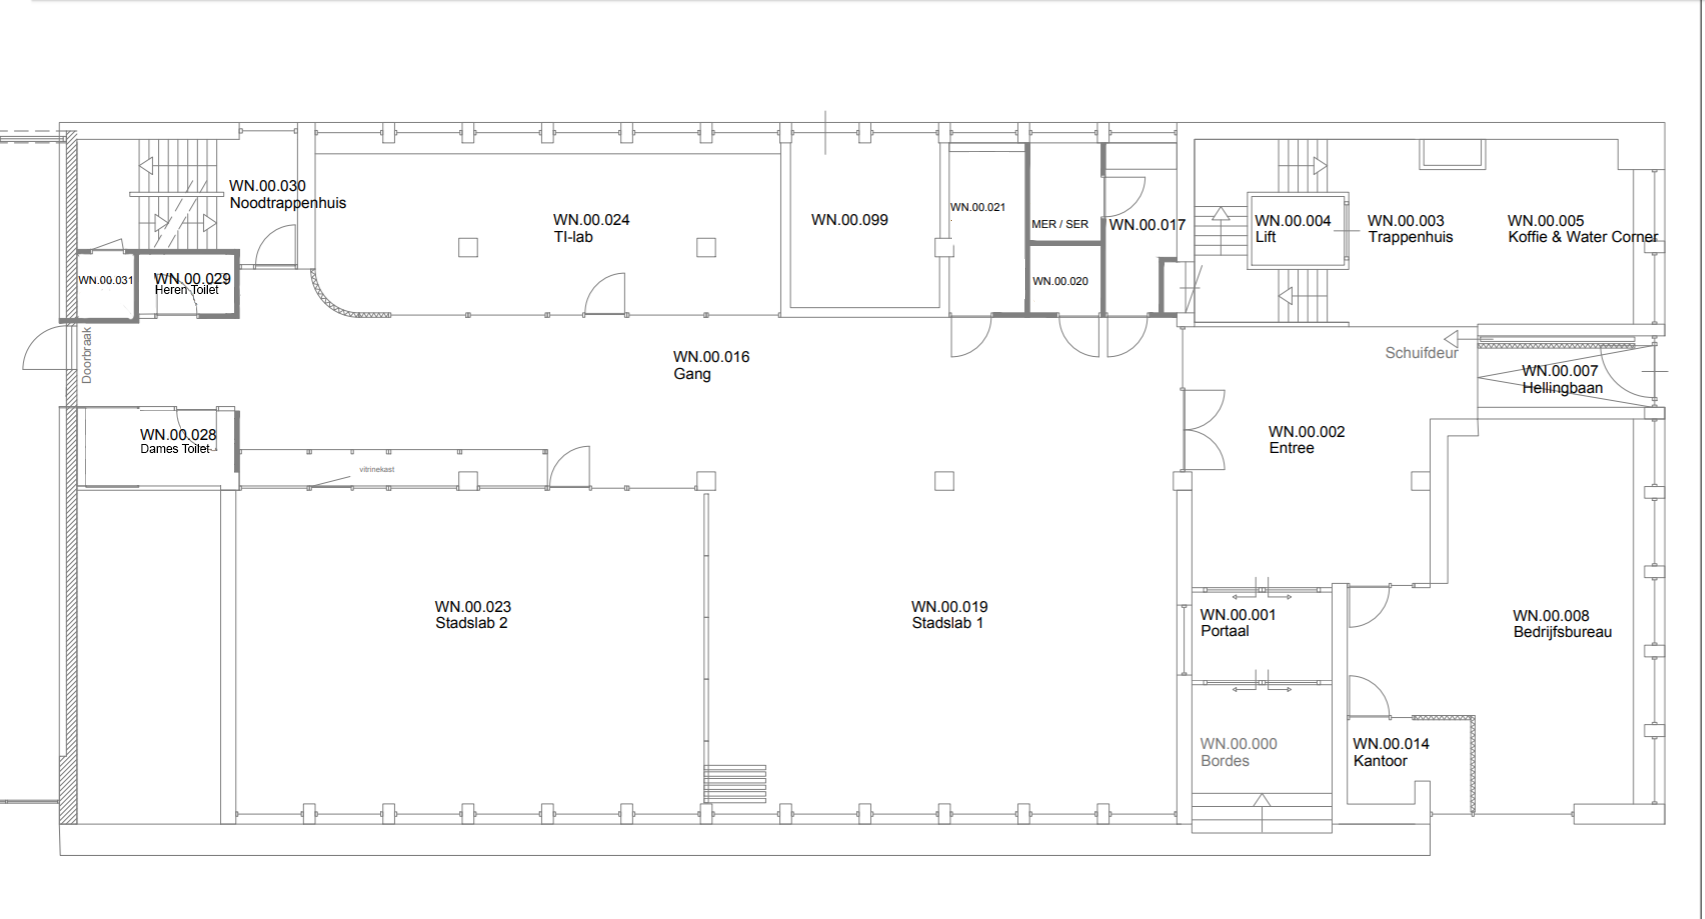 WN.00.030
Noodtrappenhuis
WN.00.024
TI-lab
WN.00.099
WN.00.021
MER / SER
WN.00.017
WN.00.004
Lift
WN.00.003
Trappenhuis
WN.00.005
Koffie & Water Corner
WN.00.031
WN.00.029
Heren Toilet
WN.00.020
Doorbraak
WN.00.016
Gang
Schuifdeur
WN.00.007
Hellingbaan
WN.00.028
Dames Toilet
vitrinekast
WN.00.002
Entree
WN.00.023
Stadslab 2
WN.00.019
Stadslab 1
WN.00.001
Portaal
WN.00.008
Bedrijfsbureau
WN.00.000
Bordes
WN.00.014
Kantoor